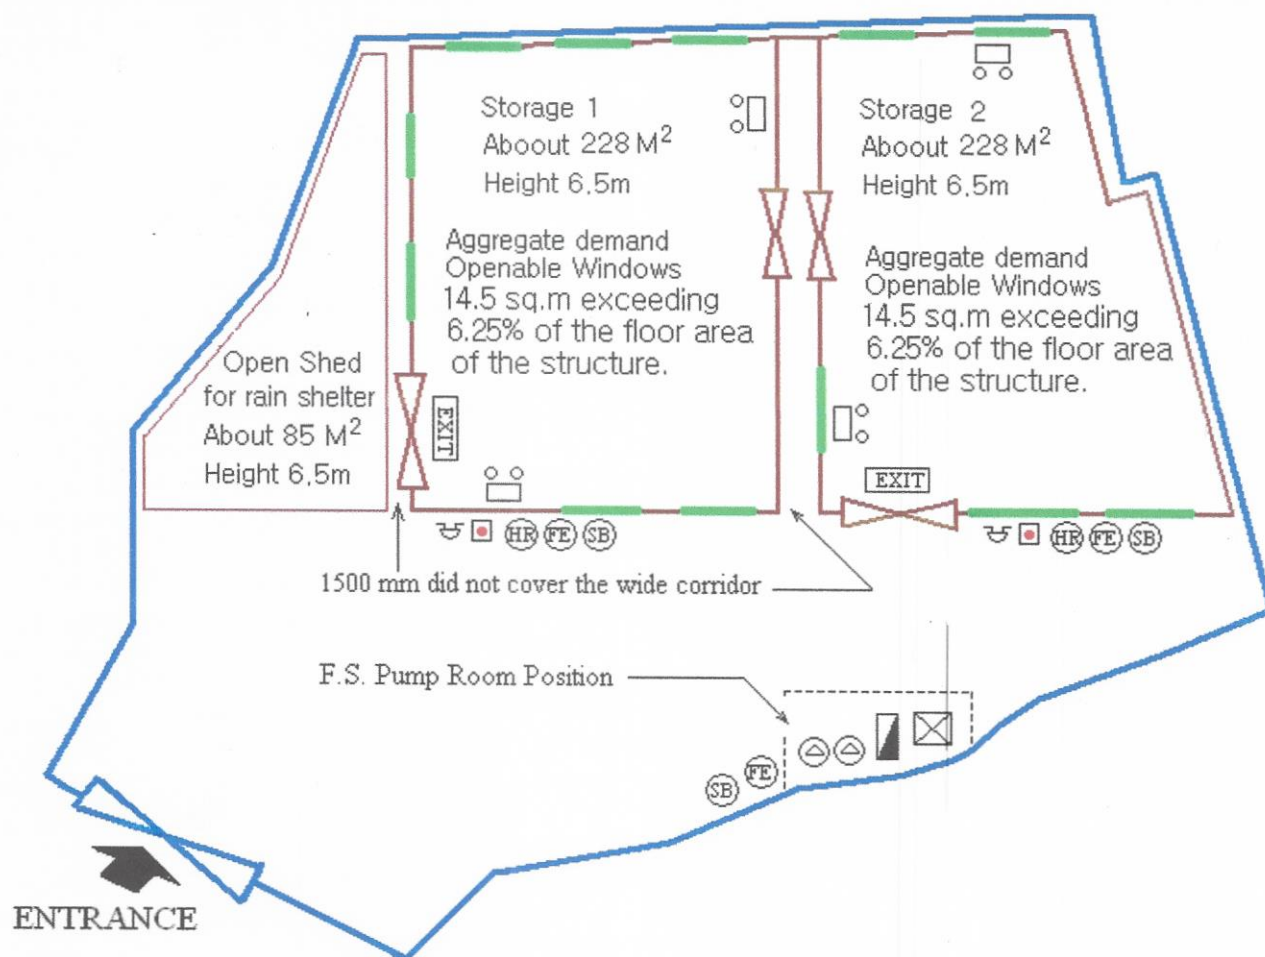 Storage 1
Aboout 228 M²
Height 6,5m
Aggregate demand
Openable Windows
14.5 sq.m exceeding
6.25% of the floor area
of the structure.
Storage 2
Aboout 228 M²
Height 6,5m
Aggregate demand
Openable Windows
14.5 sq.m exceeding
6.25% of the floor area
of the structure.
Open Shed
for rain shelter
About 85 M²
Height 6,5m
EXIT
EXIT
HR FE SB
HR FE SB
1500 mm did not cover the wide corridor
F.S. Pump Room Position
SB FE
ENTRANCE